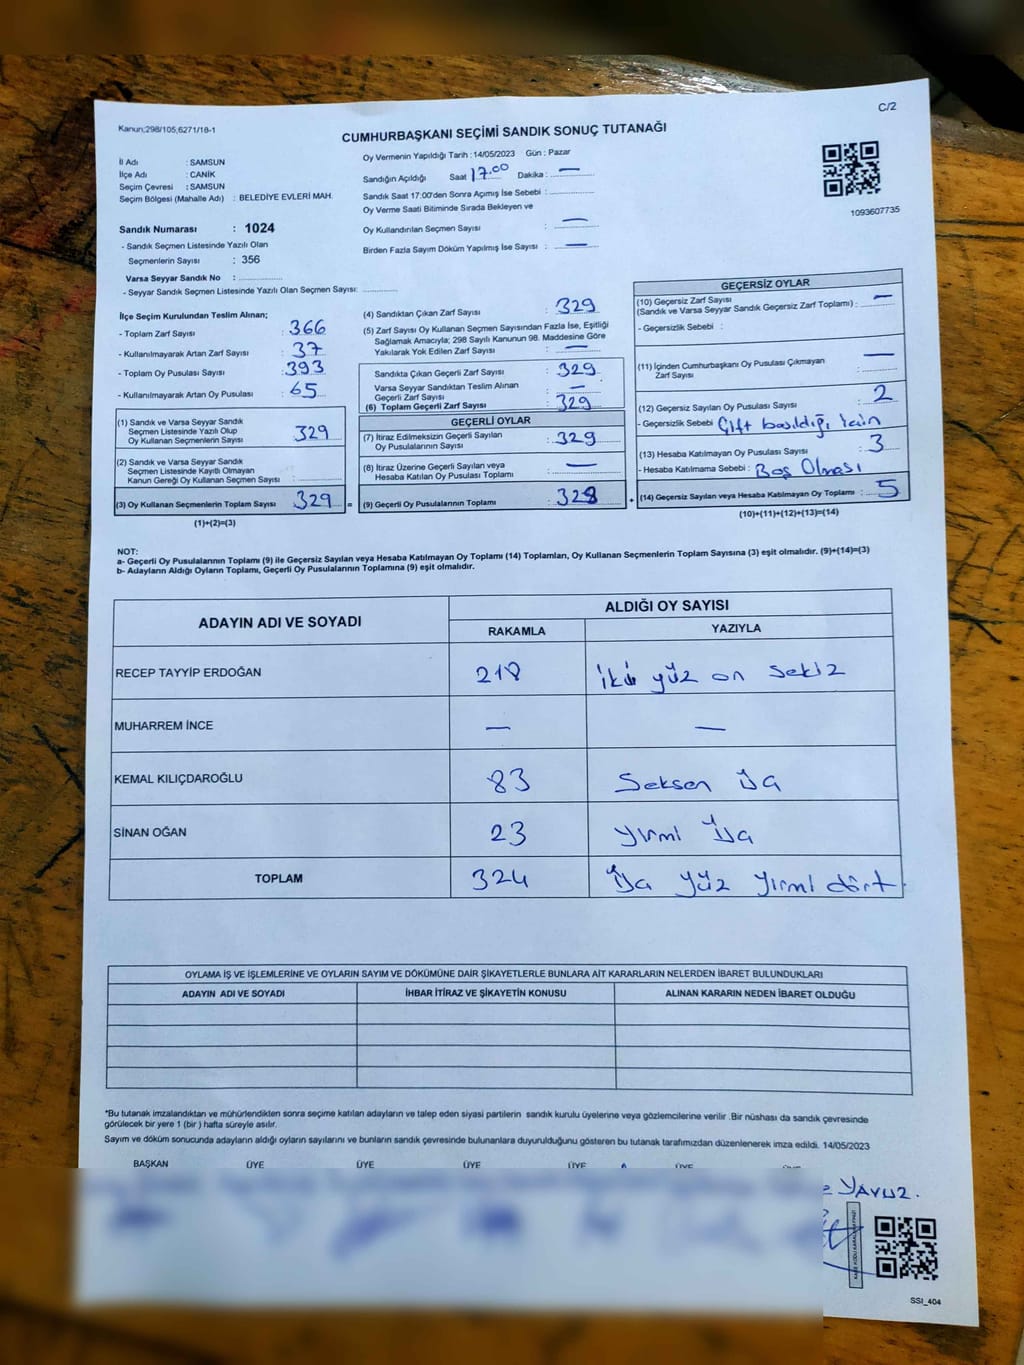 C/2
Kanun;298/105,6271/18-1
CUMHURBAŞKANI SEÇİMİ SANDIK SONUÇ TUTANAĞI
İl Adı : SAMSUN
İlçe Adı : CANİK
Seçim Çevresi : SAMSUN
Seçim Bölgesi (Mahalle Adı) : BELEDİYE EVLERİ MAH.
Sandık Numarası : 1024
- Sandık Seçmen Listesinde Yazılı Olan
Seçmenlerin Sayısı : 356
Varsa Seyyar Sandık No :
- Seyyar Sandık Seçmen Listesinde Yazılı Olan Seçmen Sayısı:
Oy Vermenin Yapıldığı Tarih :14/05/2023 Gün : Pazar
Sandığın Açıldığı Saat 17.00 Dakika : —
Sandık Saat 17:00'den Sonra Açımış İse Sebebi :
Oy Verme Saati Bitiminde Sırada Bekleyen ve
Oy Kullandırılan Seçmen Sayısı : —
Birden Fazla Sayım Döküm Yapılmış İse Sayısı : —
1093607735
İlçe Seçim Kurulundan Teslim Alınan;
- Toplam Zarf Sayısı : 366
- Kullanılmayarak Artan Zarf Sayısı : 37
- Toplam Oy Pusulası Sayısı : 393
- Kullanılmayarak Artan Oy Pusulası : 65
(1) Sandık ve Varsa Seyyar Sandık
Seçmen Listesinde Yazılı Olup
Oy Kullanan Seçmenlerin Sayısı : 329
(2) Sandık ve Varsa Seyyar Sandık
Seçmen Listesinde Kayıtlı Olmayan
Kanun Gereği Oy Kullanan Seçmen Sayısı :
(3) Oy Kullanan Seçmenlerin Toplam Sayısı : 329 =
(1)+(2)=(3)
(4) Sandıktan Çıkan Zarf Sayısı : 329
(5) Zarf Sayısı Oy Kullanan Seçmen Sayısından Fazla İse, Eşitliği
Sağlamak Amacıyla; 298 Sayılı Kanunun 98. Maddesine Göre
Yakılarak Yok Edilen Zarf Sayısı : —
Sandıkta Çıkan Geçerli Zarf Sayısı : 329
Varsa Seyyar Sandıktan Teslim Alınan
Geçerli Zarf Sayısı : —
(6) Toplam Geçerli Zarf Sayısı : 329
GEÇERLİ OYLAR
(7) İtiraz Edilmeksizin Geçerli Sayılan
Oy Pusulalarının Sayısı : 329
(8) İtiraz Üzerine Geçerli Sayılan veya
Hesaba Katılan Oy Pusulası Toplamı : —
(9) Geçerli Oy Pusulalarının Toplamı : +
GEÇERSİZ OYLAR
(10) Geçersiz Zarf Sayısı
(Sandık ve Varsa Seyyar Sandık Geçersiz Zarf Toplamı) : —
- Geçersizlik Sebebi :
(11) İçinden Cumhurbaşkanı Oy Pusulası Çıkmayan
Zarf Sayısı : —
(12) Geçersiz Sayılan Oy Pusulası Sayısı : 2
- Geçersizlik Sebebi : Çift basıldığı için
(13) Hesaba Katılmayan Oy Pusulası Sayısı : 3
- Hesaba Katılmama Sebebi : Boş Olması
(14) Geçersiz Sayılan veya Hesaba Katılmayan Oy Toplamı : 5
(10)+(11)+(12)+(13)=(14)
NOT:
a- Geçerli Oy Pusulalarının Toplamı (9) ile Geçersiz Sayılan veya Hesaba Katılmayan Oy Toplamı (14) Toplamları, Oy Kullanan Seçmenlerin Toplam Sayısına (3) eşit olmalıdır. (9)+(14)=(3)
b- Adayların Aldığı Oyların Toplamı, Geçerli Oy Pusulalarının Toplamına (9) eşit olmalıdır.
ADAYIN ADI VE SOYADI ALDIĞI OY SAYISI
RAKAMLA YAZIYLA
RECEP TAYYİP ERDOĞAN 218 iki yüz on sekiz
MUHARREM İNCE — —
KEMAL KILIÇDAROĞLU 83 Seksen üç
SİNAN OĞAN 23 yirmi üç
TOPLAM 324 üç yüz yirmi dört
OYLAMA İŞ VE İŞLEMLERİNE VE OYLARIN SAYIM VE DÖKÜMÜNE DAİR ŞİKAYETLERLE BUNLARA AİT KARARLARIN NELERDEN İBARET BULUNDUKLARI
ADAYIN ADI VE SOYADI İHBAR İTİRAZ VE ŞİKAYETİN KONUSU ALINAN KARARIN NEDEN İBARET OLDUĞU
*Bu tutanak imzalandıktan ve mühürlendikten sonra seçime katılan adayların ve talep eden siyasi partilerin sandık kurulu üyelerine veya gözlemcilerine verilir .Bir nüshası da sandık çevresinde
görülecek bir yere 1 (bir ) hafta süreyle asılır.
Sayım ve döküm sonucunda adayların aldığı oyların sayılarını ve bunların sandık çevresinde bulunanlara duyurulduğunu gösteren bu tutanak tarafımızdan düzenlenerek imza edildi. 14/05/2023
BAŞKAN ÜYE ÜYE ÜYE ÜYE ÜYE
YAVUZ.
SSI_404